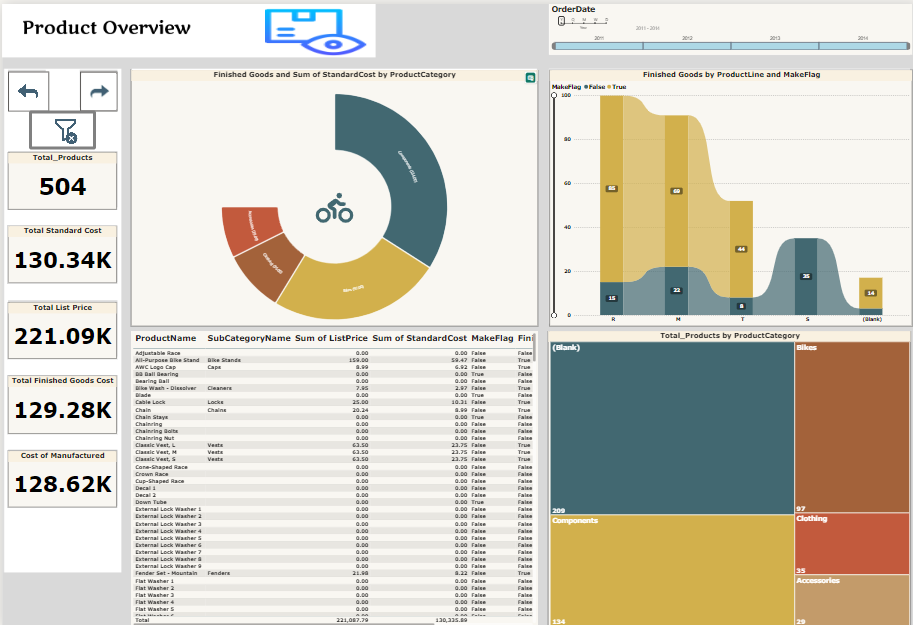 Product Overview
OrderDate
2011 - 2014
2011 2012 2013 2014
Total_Products
504
Total Standard Cost
130.34K
Total List Price
221.09K
Total Finished Goods Cost
129.28K
Cost of Manufactured
128.62K
Finished Goods and Sum of StandardCost by ProductCategory
Finished Goods by ProductLine and MakeFlag
MakeFlag False True
100
80
60
40
20
0
85 69 44 14
15 22 8 35
R M T S (Blank)
ProductName SubCategoryName Sum of ListPrice Sum of StandardCost MakeFlag Fini
Adjustable Race 0.00 0.00 False False
All-Purpose Bike Stand Bike Stands 159.00 59.47 False True
AWC Logo Cap Caps 8.99 6.92 False True
BB Ball Bearing 0.00 0.00 True False
Bearing Ball 0.00 0.00 False False
Bike Wash - Dissolver Cleaners 7.95 2.97 False True
Blade 0.00 0.00 True False
Cable Lock Locks 25.00 10.31 False True
Chain Chains 20.24 8.99 False True
Chain Stays 0.00 0.00 True False
Chainring 0.00 0.00 False False
Chainring Bolts 0.00 0.00 False False
Chainring Nut 0.00 0.00 False False
Classic Vest, L Vests 63.50 23.75 False True
Classic Vest, M Vests 63.50 23.75 False True
Classic Vest, S Vests 63.50 23.75 False True
Cone-Shaped Race 0.00 0.00 False False
Crown Race 0.00 0.00 False False
Cup-Shaped Race 0.00 0.00 False False
Decal 1 0.00 0.00 False False
Decal 2 0.00 0.00 False False
Down Tube 0.00 0.00 True False
External Lock Washer 1 0.00 0.00 False False
External Lock Washer 2 0.00 0.00 False False
External Lock Washer 3 0.00 0.00 False False
External Lock Washer 4 0.00 0.00 False False
External Lock Washer 5 0.00 0.00 False False
External Lock Washer 6 0.00 0.00 False False
External Lock Washer 7 0.00 0.00 False False
External Lock Washer 8 0.00 0.00 False False
External Lock Washer 9 0.00 0.00 False False
Fender Set - Mountain Fenders 21.98 8.22 False True
Flat Washer 1 0.00 0.00 False False
Flat Washer 2 0.00 0.00 False False
Flat Washer 3 0.00 0.00 False False
Flat Washer 4 0.00 0.00 False False
Flat Washer 5 0.00 0.00 False False
Total 221,087.79 130,335.89
Total_Products by ProductCategory
(Blank)
209
Bikes
97
Components
134
Clothing
35
Accessories
29